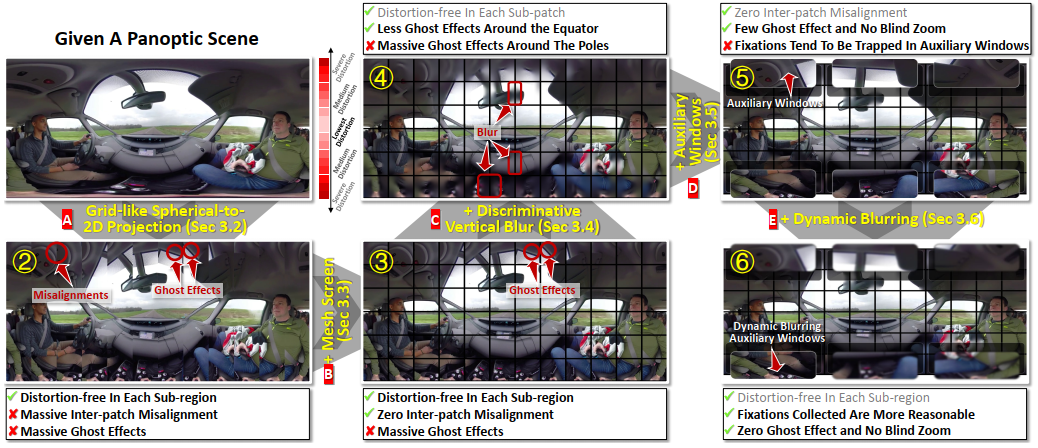 Given A Panoptic Scene
Severe Distortion
Medium Distortion
Lowest Distortion
Medium Distortion
Severe Distortion
A
Grid-like Spherical-to-
2D Projection (Sec 3.2)
②
Misalignments
Ghost Effects
✔ Distortion-free In Each Sub-region
✘ Massive Inter-patch Misalignment
✘ Massive Ghost Effects
B
+ Mesh Screen
(Sec 3.3)
③
Ghost Effects
✔ Distortion-free In Each Sub-region
✔ Zero Inter-patch Misalignment
✘ Massive Ghost Effects
C
+ Discriminative
Vertical Blur (Sec 3.4)
✔ Distortion-free In Each Sub-patch
✔ Less Ghost Effects Around the Equator
✘ Massive Ghost Effects Around The Poles
④
Blur
D
+ Auxiliary
Windows
(Sec 3.5)
✔ Zero Inter-patch Misalignment
✔ Few Ghost Effect and No Blind Zoom
✘ Fixations Tend To Be Trapped In Auxiliary Windows
⑤
Auxiliary Windows
E
+ Dynamic Blurring (Sec 3.6)
⑥
Dynamic Blurring
Auxiliary Windows
✔ Distortion-free In Each Sub-region
✔ Fixations Collected Are More Reasonable
✔ Zero Ghost Effect and No Blind Zoom